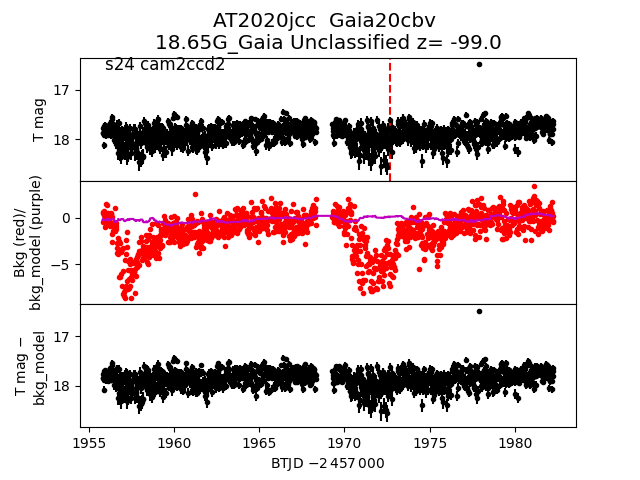 AT2020jcc  Gaia20cbv
18.65G_Gaia Unclassified z= -99.0
s24 cam2ccd2
T mag
17
18
Bkg (red)/
bkg_model (purple)
0
−5
T mag −
bkg_model
17
18
1955
1960
1965
1970
1975
1980
BTJD −2 457 000